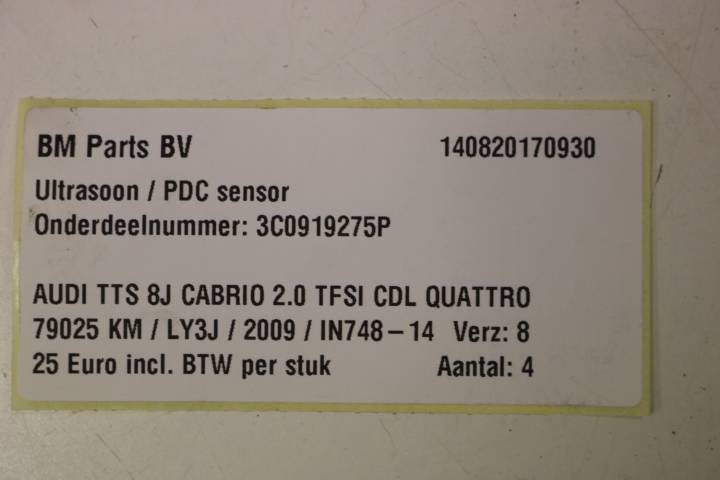 BM Parts BV 140820170930
Ultrasoon / PDC sensor
Onderdeelnummer: 3C0919275P
AUDI TTS 8J CABRIO 2.0 TFSI CDL QUATTRO
79025 KM / LY3J / 2009 / IN748-14 Verz: 8
25 Euro incl. BTW per stuk Aantal: 4